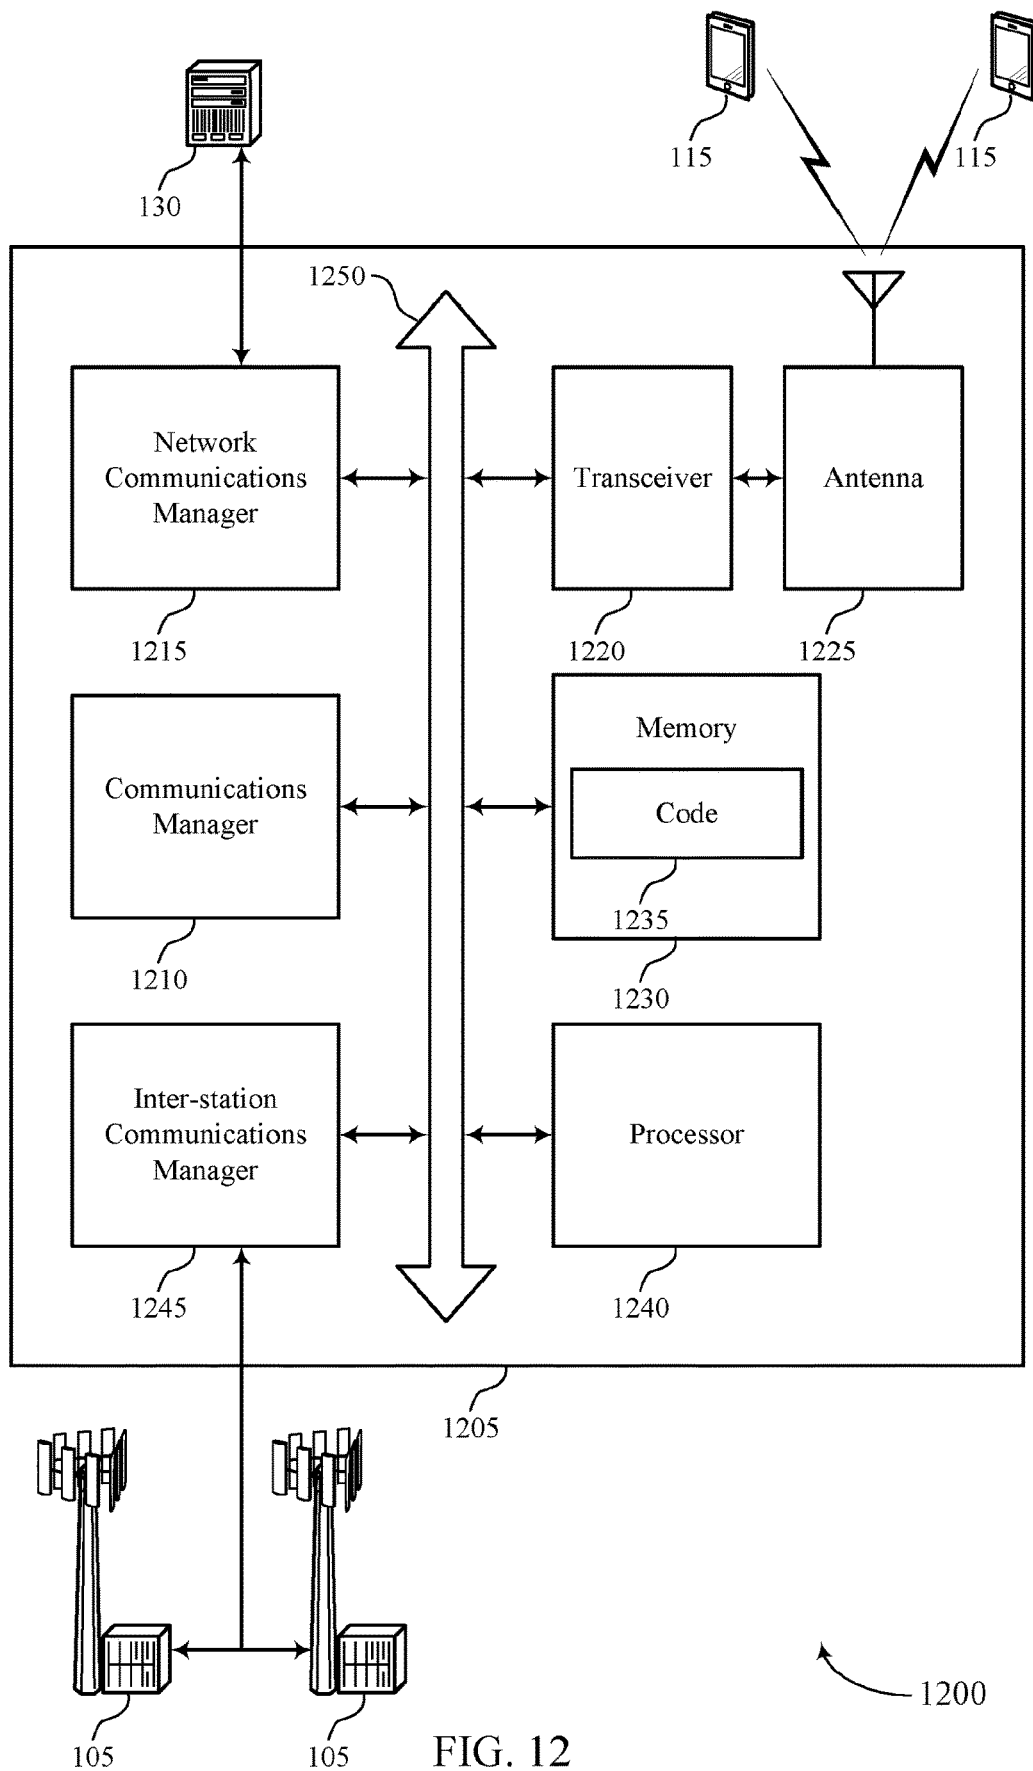 130
115
115
1250
Network
Communications
Manager
1215
Transceiver
1220
Antenna
1225
Communications
Manager
1210
Memory
Code
1235
1230
Inter-station
Communications
Manager
1245
Processor
1240
1205
105
105
1200
FIG. 12